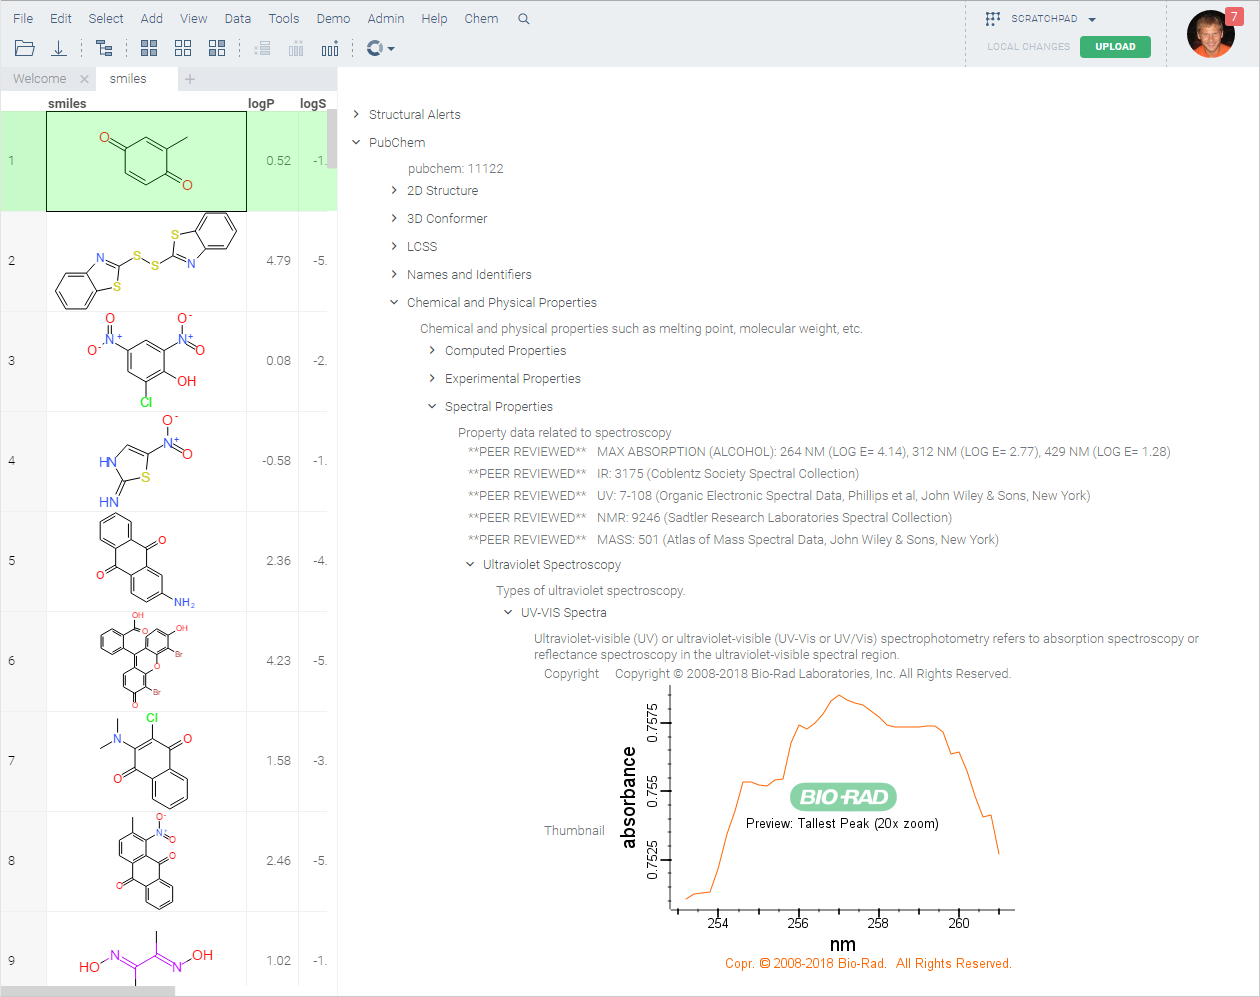 File Edit Select Add View Data Tools Demo Admin Help Chem
SCRATCHPAD
7
LOCAL CHANGES UPLOAD
Welcome smiles
smiles logP logS
1 0.52 -1.
O
O
2 4.79 -5.
S
N S
S N
S
3 0.08 -2.
O O-
O- N+ N+ O
OH
Cl
4 -0.58 -1.
O-
N+
HN O
S
HN
5 2.36 -4.
O
O
NH2
6 4.23 -5.
OH
O OH
Br
O
Br
O
7 1.58 -3.
Cl
N O
O
8 2.46 -5.
O-
N+ O
O
O
9 1.02 -1.
N OH
HO N
Structural Alerts
PubChem
pubchem: 11122
2D Structure
3D Conformer
LCSS
Names and Identifiers
Chemical and Physical Properties
Chemical and physical properties such as melting point, molecular weight, etc.
Computed Properties
Experimental Properties
Spectral Properties
Property data related to spectroscopy
**PEER REVIEWED** MAX ABSORPTION (ALCOHOL): 264 NM (LOG E= 4.14), 312 NM (LOG E= 2.77), 429 NM (LOG E= 1.28)
**PEER REVIEWED** IR: 3175 (Coblentz Society Spectral Collection)
**PEER REVIEWED** UV: 7-108 (Organic Electronic Spectral Data, Phillips et al, John Wiley & Sons, New York)
**PEER REVIEWED** NMR: 9246 (Sadtler Research Laboratories Spectral Collection)
**PEER REVIEWED** MASS: 501 (Atlas of Mass Spectral Data, John Wiley & Sons, New York)
Ultraviolet Spectroscopy
Types of ultraviolet spectroscopy.
UV-VIS Spectra
Ultraviolet-visible (UV) or ultraviolet-visible (UV-Vis or UV/Vis) spectrophotometry refers to absorption spectroscopy or
reflectance spectroscopy in the ultraviolet-visible spectral region.
Copyright Copyright © 2008-2018 Bio-Rad Laboratories, Inc. All Rights Reserved.
Thumbnail
absorbance
0.7575
0.755
0.7525
BIO-RAD
Preview: Tallest Peak (20x zoom)
254 256 258 260
nm
Copr. © 2008-2018 Bio-Rad. All Rights Reserved.